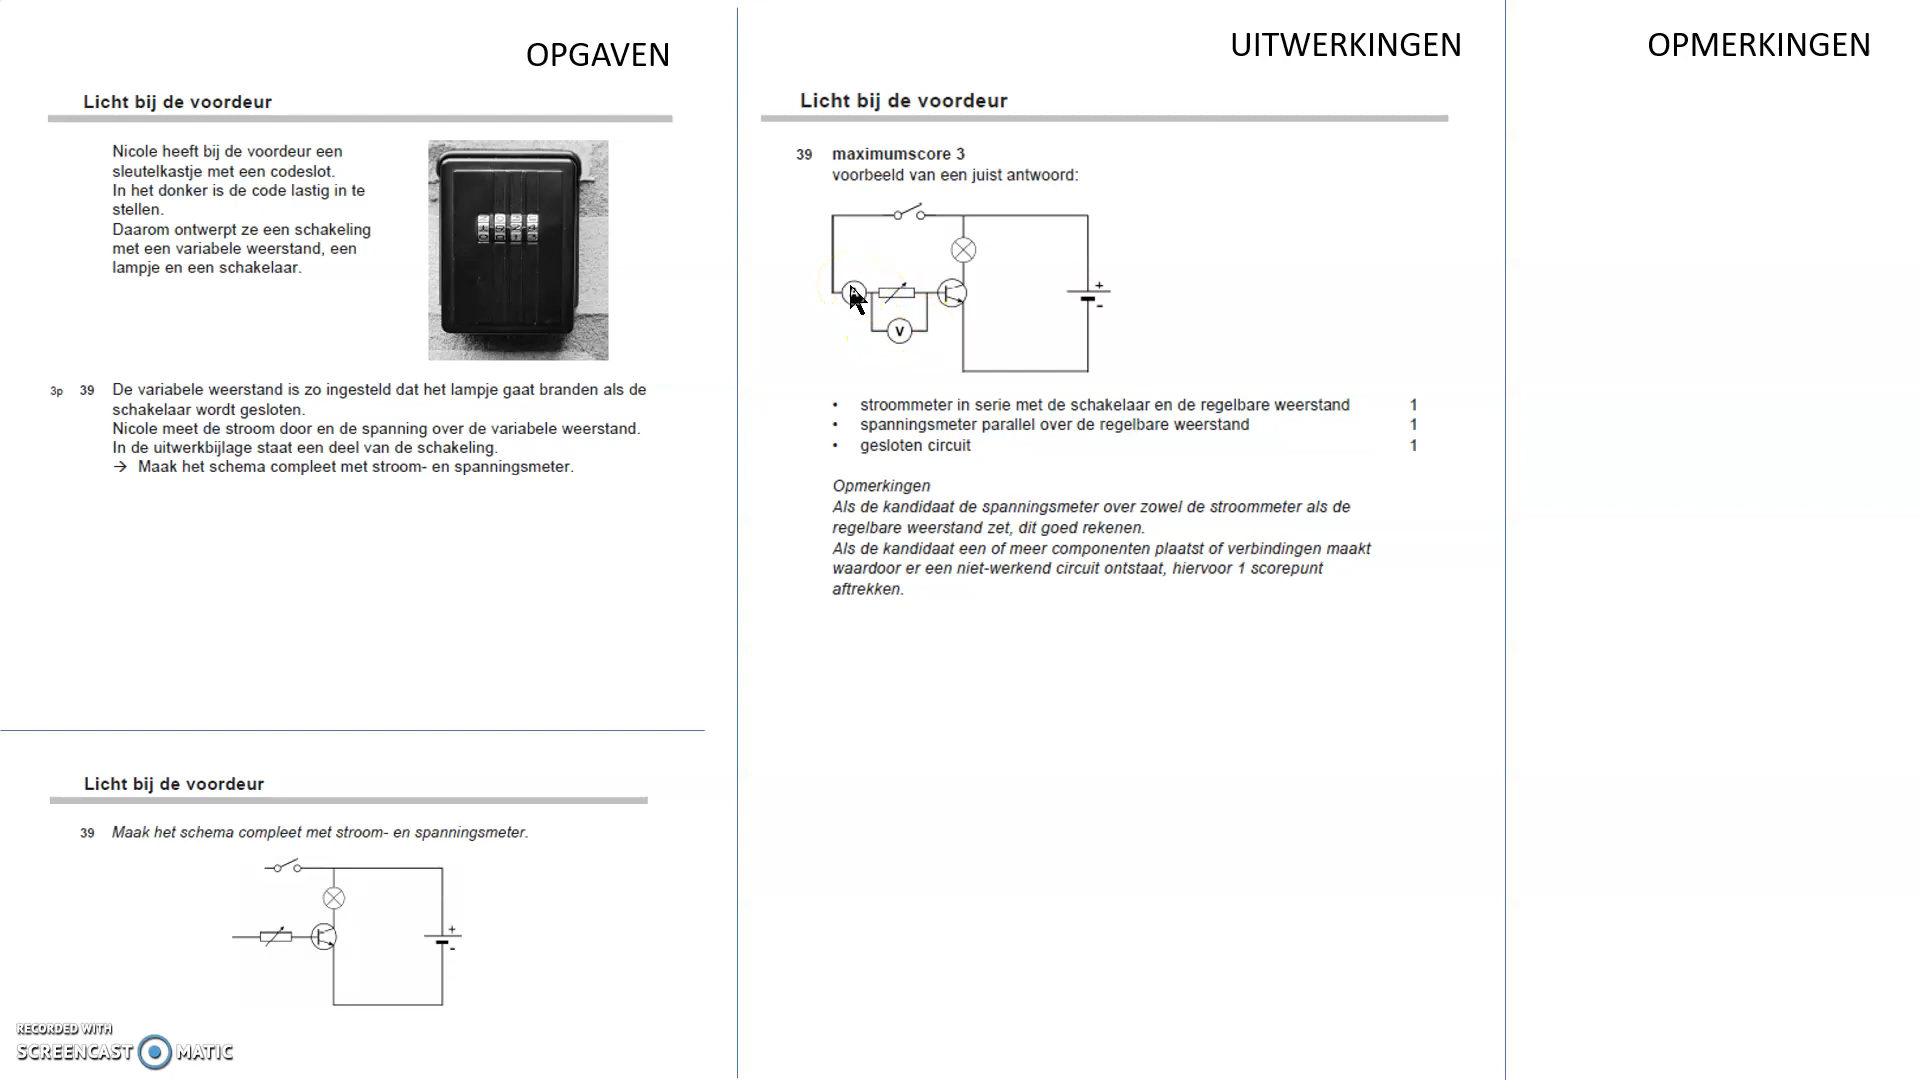 OPGAVEN
Licht bij de voordeur
Nicole heeft bij de voordeur een
sleutelkastje met een codeslot.
In het donker is de code lastig in te
stellen.
Daarom ontwerpt ze een schakeling
met een variabele weerstand, een
lampje en een schakelaar.
3p 39 De variabele weerstand is zo ingesteld dat het lampje gaat branden als de
schakelaar wordt gesloten.
Nicole meet de stroom door en de spanning over de variabele weerstand.
In de uitwerkbijlage staat een deel van de schakeling.
→ Maak het schema compleet met stroom- en spanningsmeter.
Licht bij de voordeur
39 Maak het schema compleet met stroom- en spanningsmeter.
+
-
RECORDED WITH
SCREENCAST MATIC
UITWERKINGEN
Licht bij de voordeur
39 maximumscore 3
voorbeeld van een juist antwoord:
+
-
V
• stroommeter in serie met de schakelaar en de regelbare weerstand 1
• spanningsmeter parallel over de regelbare weerstand 1
• gesloten circuit 1
Opmerkingen
Als de kandidaat de spanningsmeter over zowel de stroommeter als de
regelbare weerstand zet, dit goed rekenen.
Als de kandidaat een of meer componenten plaatst of verbindingen maakt
waardoor er een niet-werkend circuit ontstaat, hiervoor 1 scorepunt
aftrekken.
OPMERKINGEN